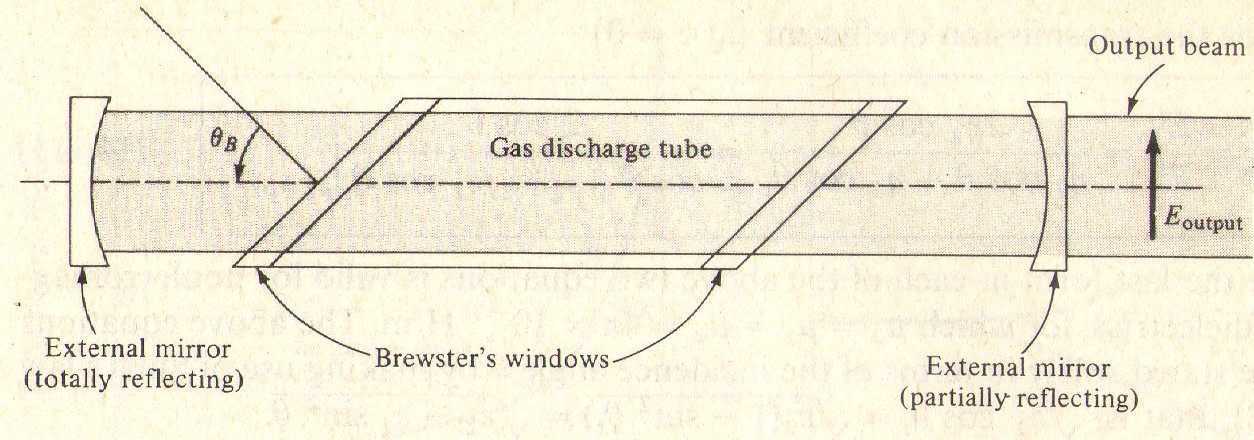 Output beam
θB
Gas discharge tube
Eoutput
External mirror
(totally reflecting)
Brewster's windows
External mirror
(partially reflecting)